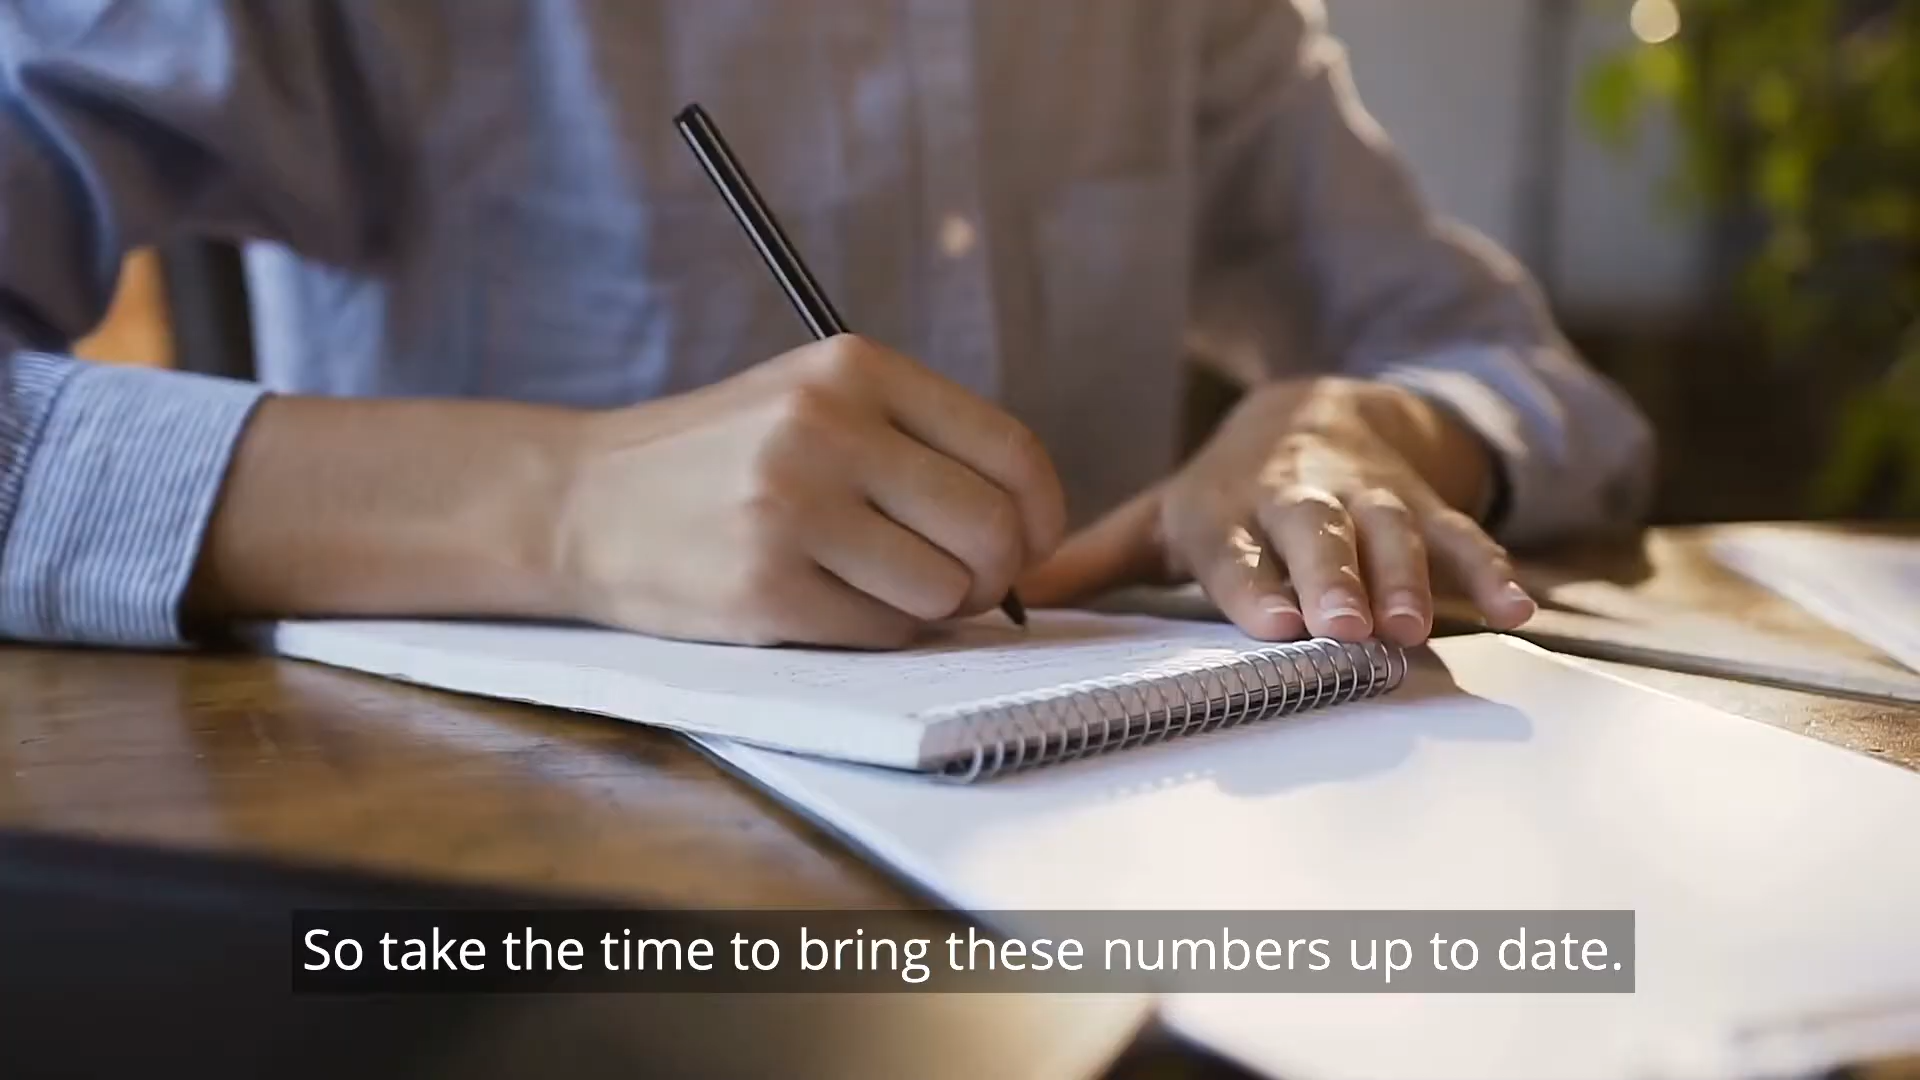 So take the time to bring these numbers up to date.